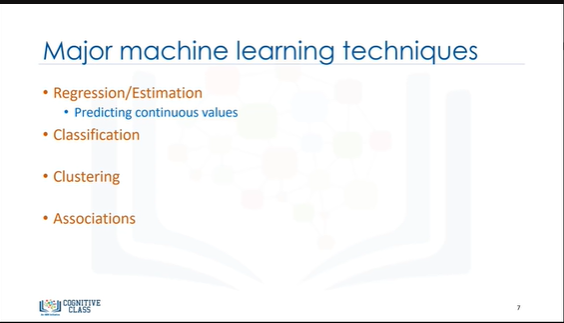 Major machine learning techniques
• Regression/Estimation
• Predicting continuous values
• Classification
• Clustering
• Associations
COGNITIVE
CLASS
7